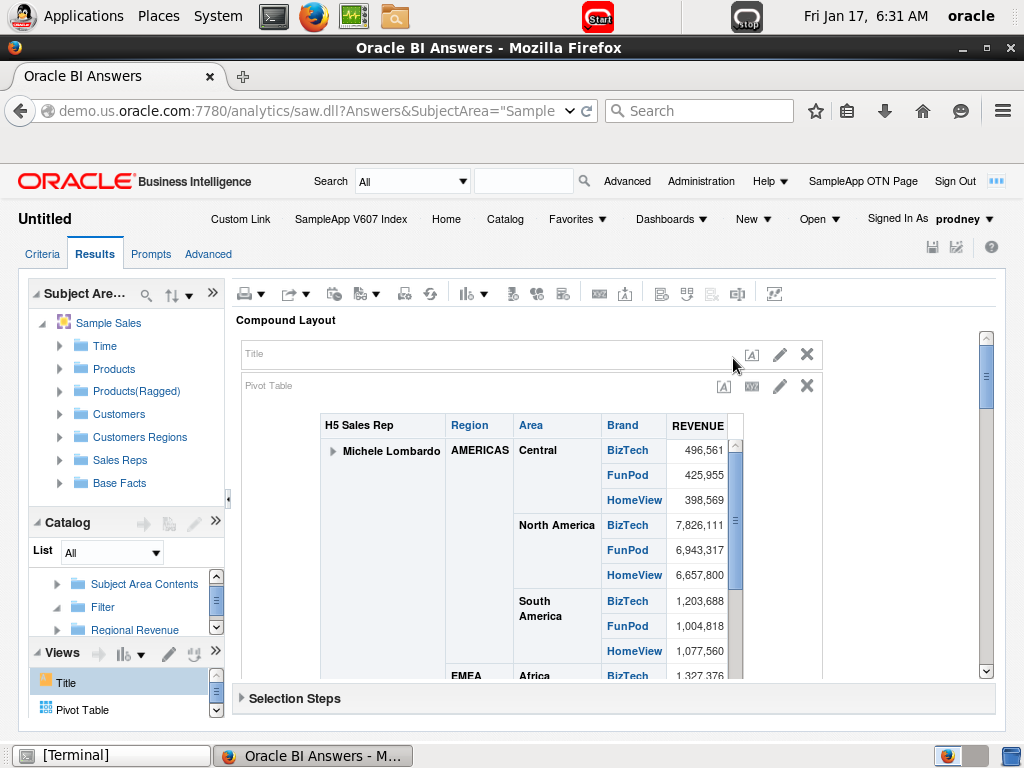 Applications Places System Start stop Fri Jan 17, 6:31 AM oracle
Oracle BI Answers - Mozilla Firefox
Oracle BI Answers
demo.us.oracle.com:7780/analytics/saw.dll?Answers&SubjectArea="Sample Search
ORACLE Business Intelligence Search All Advanced Administration Help SampleApp OTN Page Sign Out
Untitled Custom Link SampleApp V607 Index Home Catalog Favorites Dashboards New Open Signed In As prodney
Criteria Results Prompts Advanced
Subject Are...
Sample Sales
Time
Products
Products(Ragged)
Customers
Customers Regions
Sales Reps
Base Facts
Catalog
List All
Subject Area Contents
Filter
Regional Revenue
Views
Title
Pivot Table
Compound Layout
Title
Pivot Table
H5 Sales Rep Region Area Brand REVENUE
Michele Lombardo AMERICAS Central BizTech 496,561
FunPod 425,955
HomeView 398,569
North America BizTech 7,826,111
FunPod 6,943,317
HomeView 6,657,800
South America BizTech 1,203,688
FunPod 1,004,818
HomeView 1,077,560
EMEA Africa BizTech 1,327,376
Selection Steps
[Terminal] Oracle BI Answers - M...